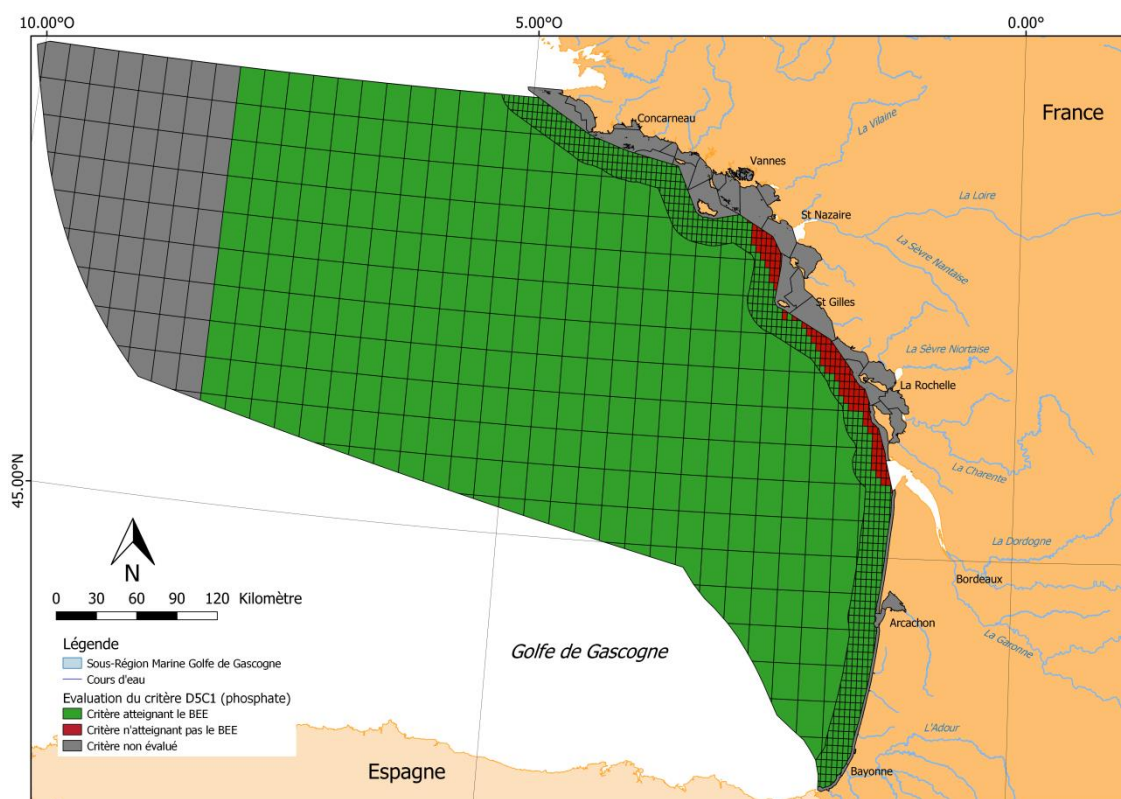 10.00°O
5.00°O
0.00°
France
Concarneau
La Vilaine
Vannes
La Loire
St Nazaire
La Sèvre Nantaise
St Gilles
La Sèvre Niortaise
La Rochelle
45.00°N
La Charente
La Dordogne
Bordeaux
N
0 30 60 90 120 Kilomètre
Arcachon
La Garonne
Golfe de Gascogne
Légende
Sous-Région Marine Golfe de Gascogne
Cours d'eau
Evaluation du critère D5C1 (phosphate)
Critère atteignant le BEE
Critère n'atteignant pas le BEE
Critère non évalué
L'Adour
Espagne
Bayonne